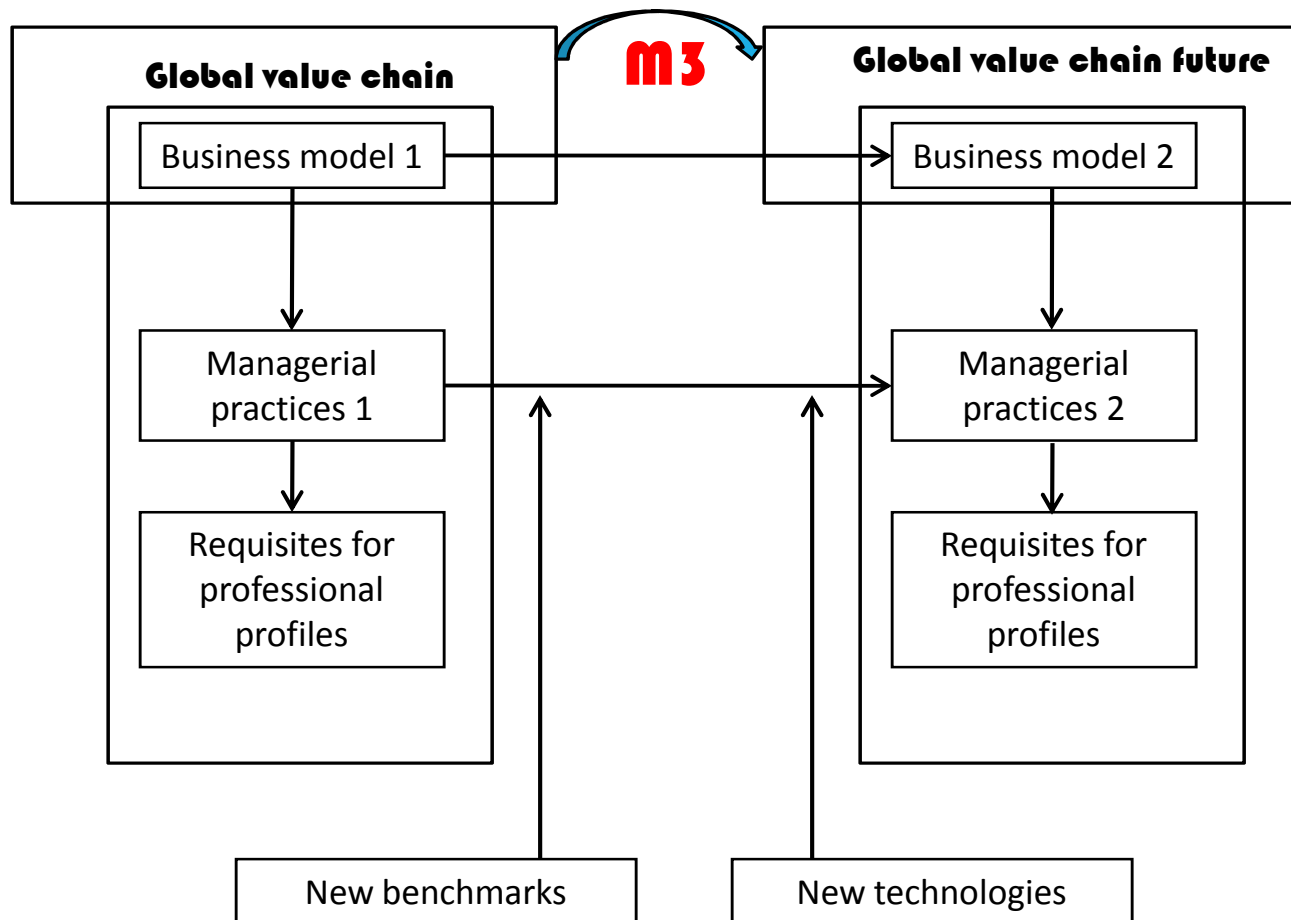 M3
Global value chain
Global value chain future
Business model 1
Business model 2
Managerial
practices 1
Managerial
practices 2
Requisites for
professional
profiles
Requisites for
professional
profiles
New benchmarks
New technologies